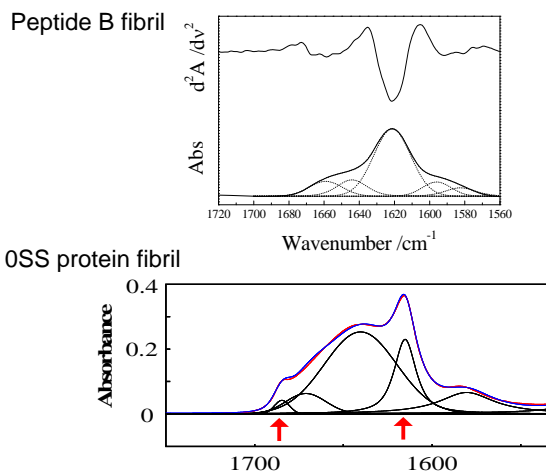 Peptide B fibril
d²A /dν²
Abs
1720 1700 1680 1660 1640 1620 1600 1580 1560
Wavenumber /cm⁻¹
0SS protein fibril
0.4
0.2
0
Absorbance
1700 1600